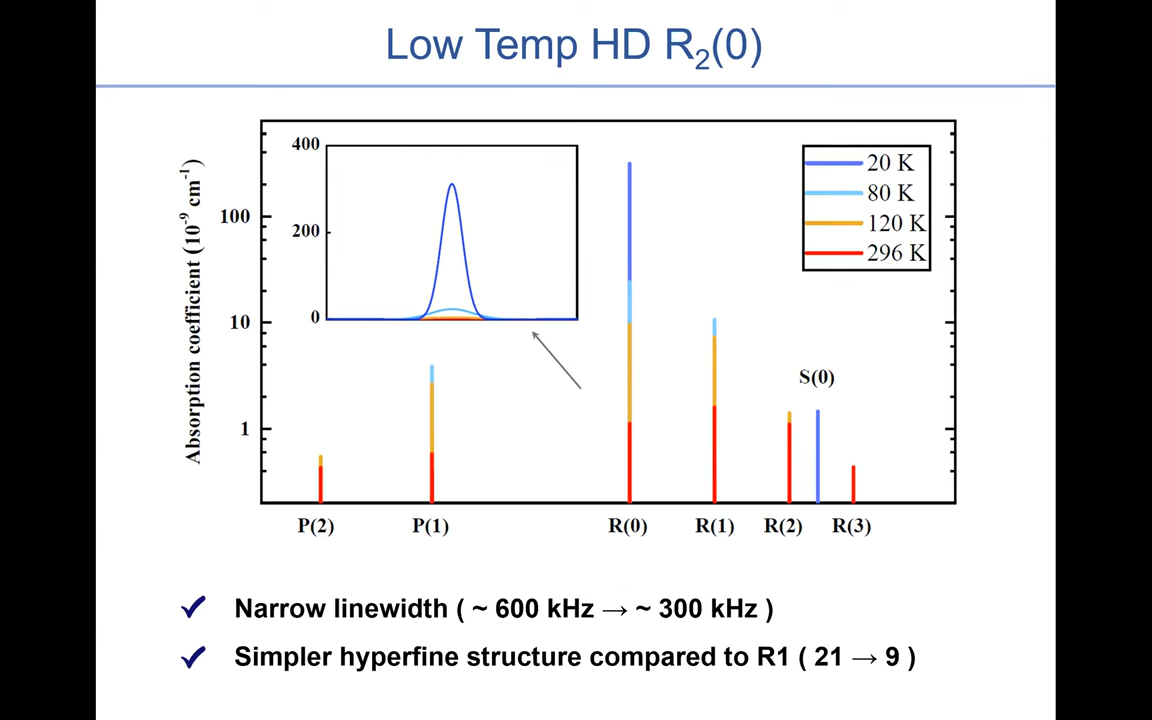 Low Temp HD R₂(0)
Absorption coefficient (10⁻⁹ cm⁻¹)
100
10
1
400
200
0
20 K
80 K
120 K
296 K
S(0)
P(2) P(1) R(0) R(1) R(2) R(3)
✓ Narrow linewidth ( ~ 600 kHz → ~ 300 kHz )
✓ Simpler hyperfine structure compared to R1 ( 21 → 9 )